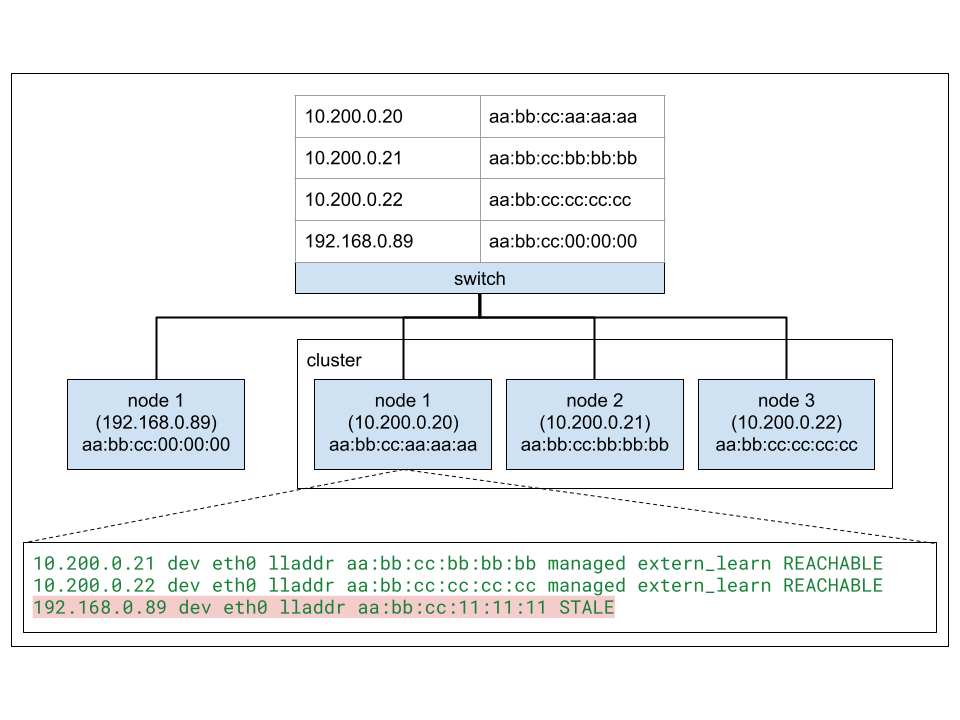 10.200.0.20 aa:bb:cc:aa:aa:aa
10.200.0.21 aa:bb:cc:bb:bb:bb
10.200.0.22 aa:bb:cc:cc:cc:cc
192.168.0.89 aa:bb:cc:00:00:00
switch
cluster
node 1
(192.168.0.89)
aa:bb:cc:00:00:00
node 1
(10.200.0.20)
aa:bb:cc:aa:aa:aa
node 2
(10.200.0.21)
aa:bb:cc:bb:bb:bb
node 3
(10.200.0.22)
aa:bb:cc:cc:cc:cc
10.200.0.21 dev eth0 lladdr aa:bb:cc:bb:bb:bb managed extern_learn REACHABLE
10.200.0.22 dev eth0 lladdr aa:bb:cc:cc:cc:cc managed extern_learn REACHABLE
192.168.0.89 dev eth0 lladdr aa:bb:cc:11:11:11 STALE